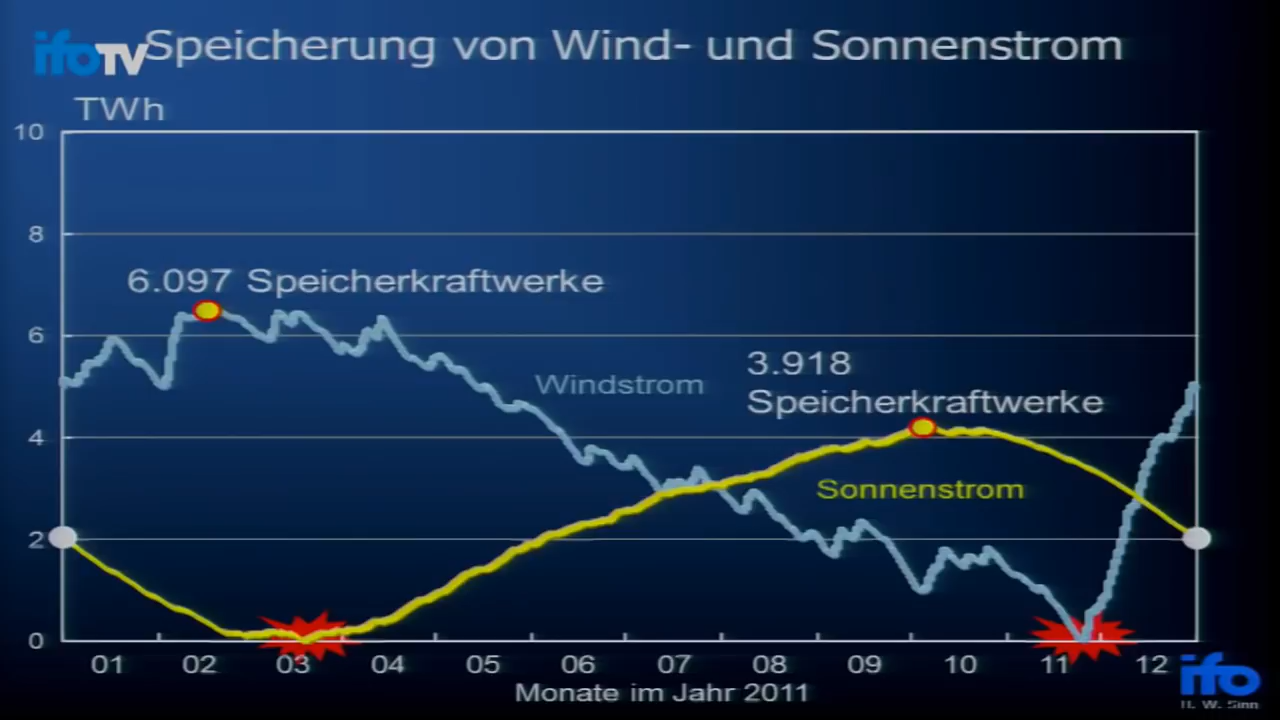 ifoTV
Speicherung von Wind- und Sonnenstrom
TWh
10
8
6.097 Speicherkraftwerke
6
3.918
Windstrom
Speicherkraftwerke
4
Sonnenstrom
2
0
01 02 03 04 05 06 07 08 09 10 11 12
Monate im Jahr 2011
ifo
H. W. Sinn